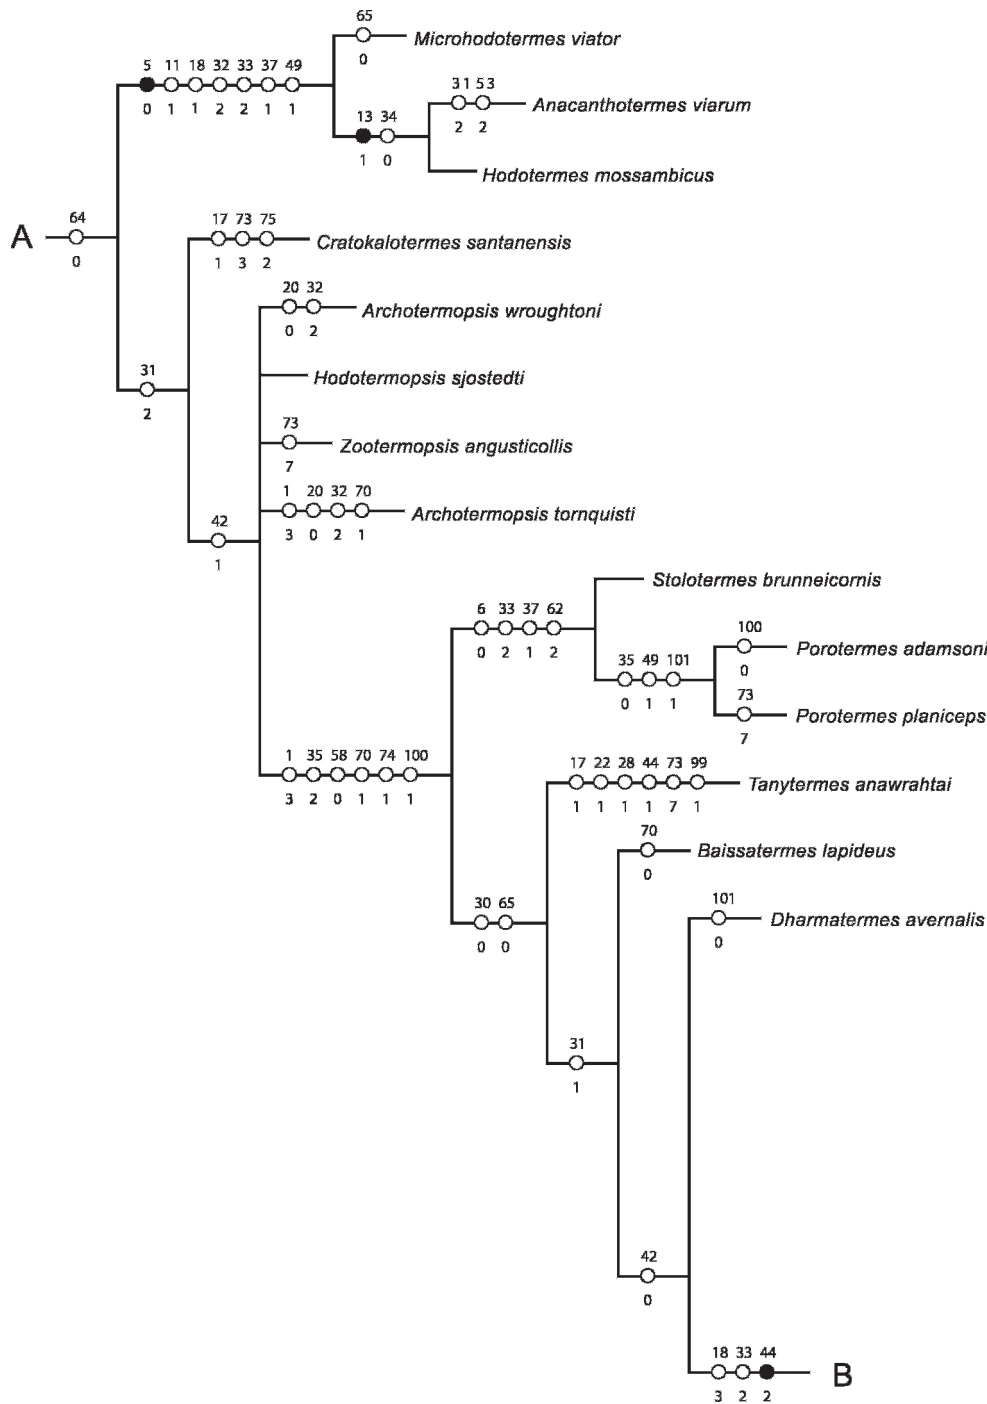 65
Microhodotermes viator
0
5 11 18 32 33 37 49
0 1 1 2 2 1 1
31 53
Anacanthotermes viarum
2 2
13 34
1 0
Hodotermes mossambicus
64
A
0
17 73 75
Cratokalotermes santanensis
1 3 2
20 32
Archotermopsis wroughtoni
0 2
31
2
Hodotermopsis sjostedti
73
Zootermopsis angusticollis
7
1 20 32 70
Archotermopsis tornquisti
3 0 2 1
42
1
Stolotermes brunneicornis
6 33 37 62
0 2 1 2
100
Porotermes adamsoni
0
35 49 101
0 1 1
73
Porotermes planiceps
7
1 35 58 70 74 100
3 2 0 1 1 1
17 22 28 44 73 99
Tanytermes anawrahtai
1 1 1 1 7 1
70
Baissatermes lapideus
0
30 65
0 0
101
Dharmatermes avernalis
0
31
1
42
0
18 33 44
B
3 2 2